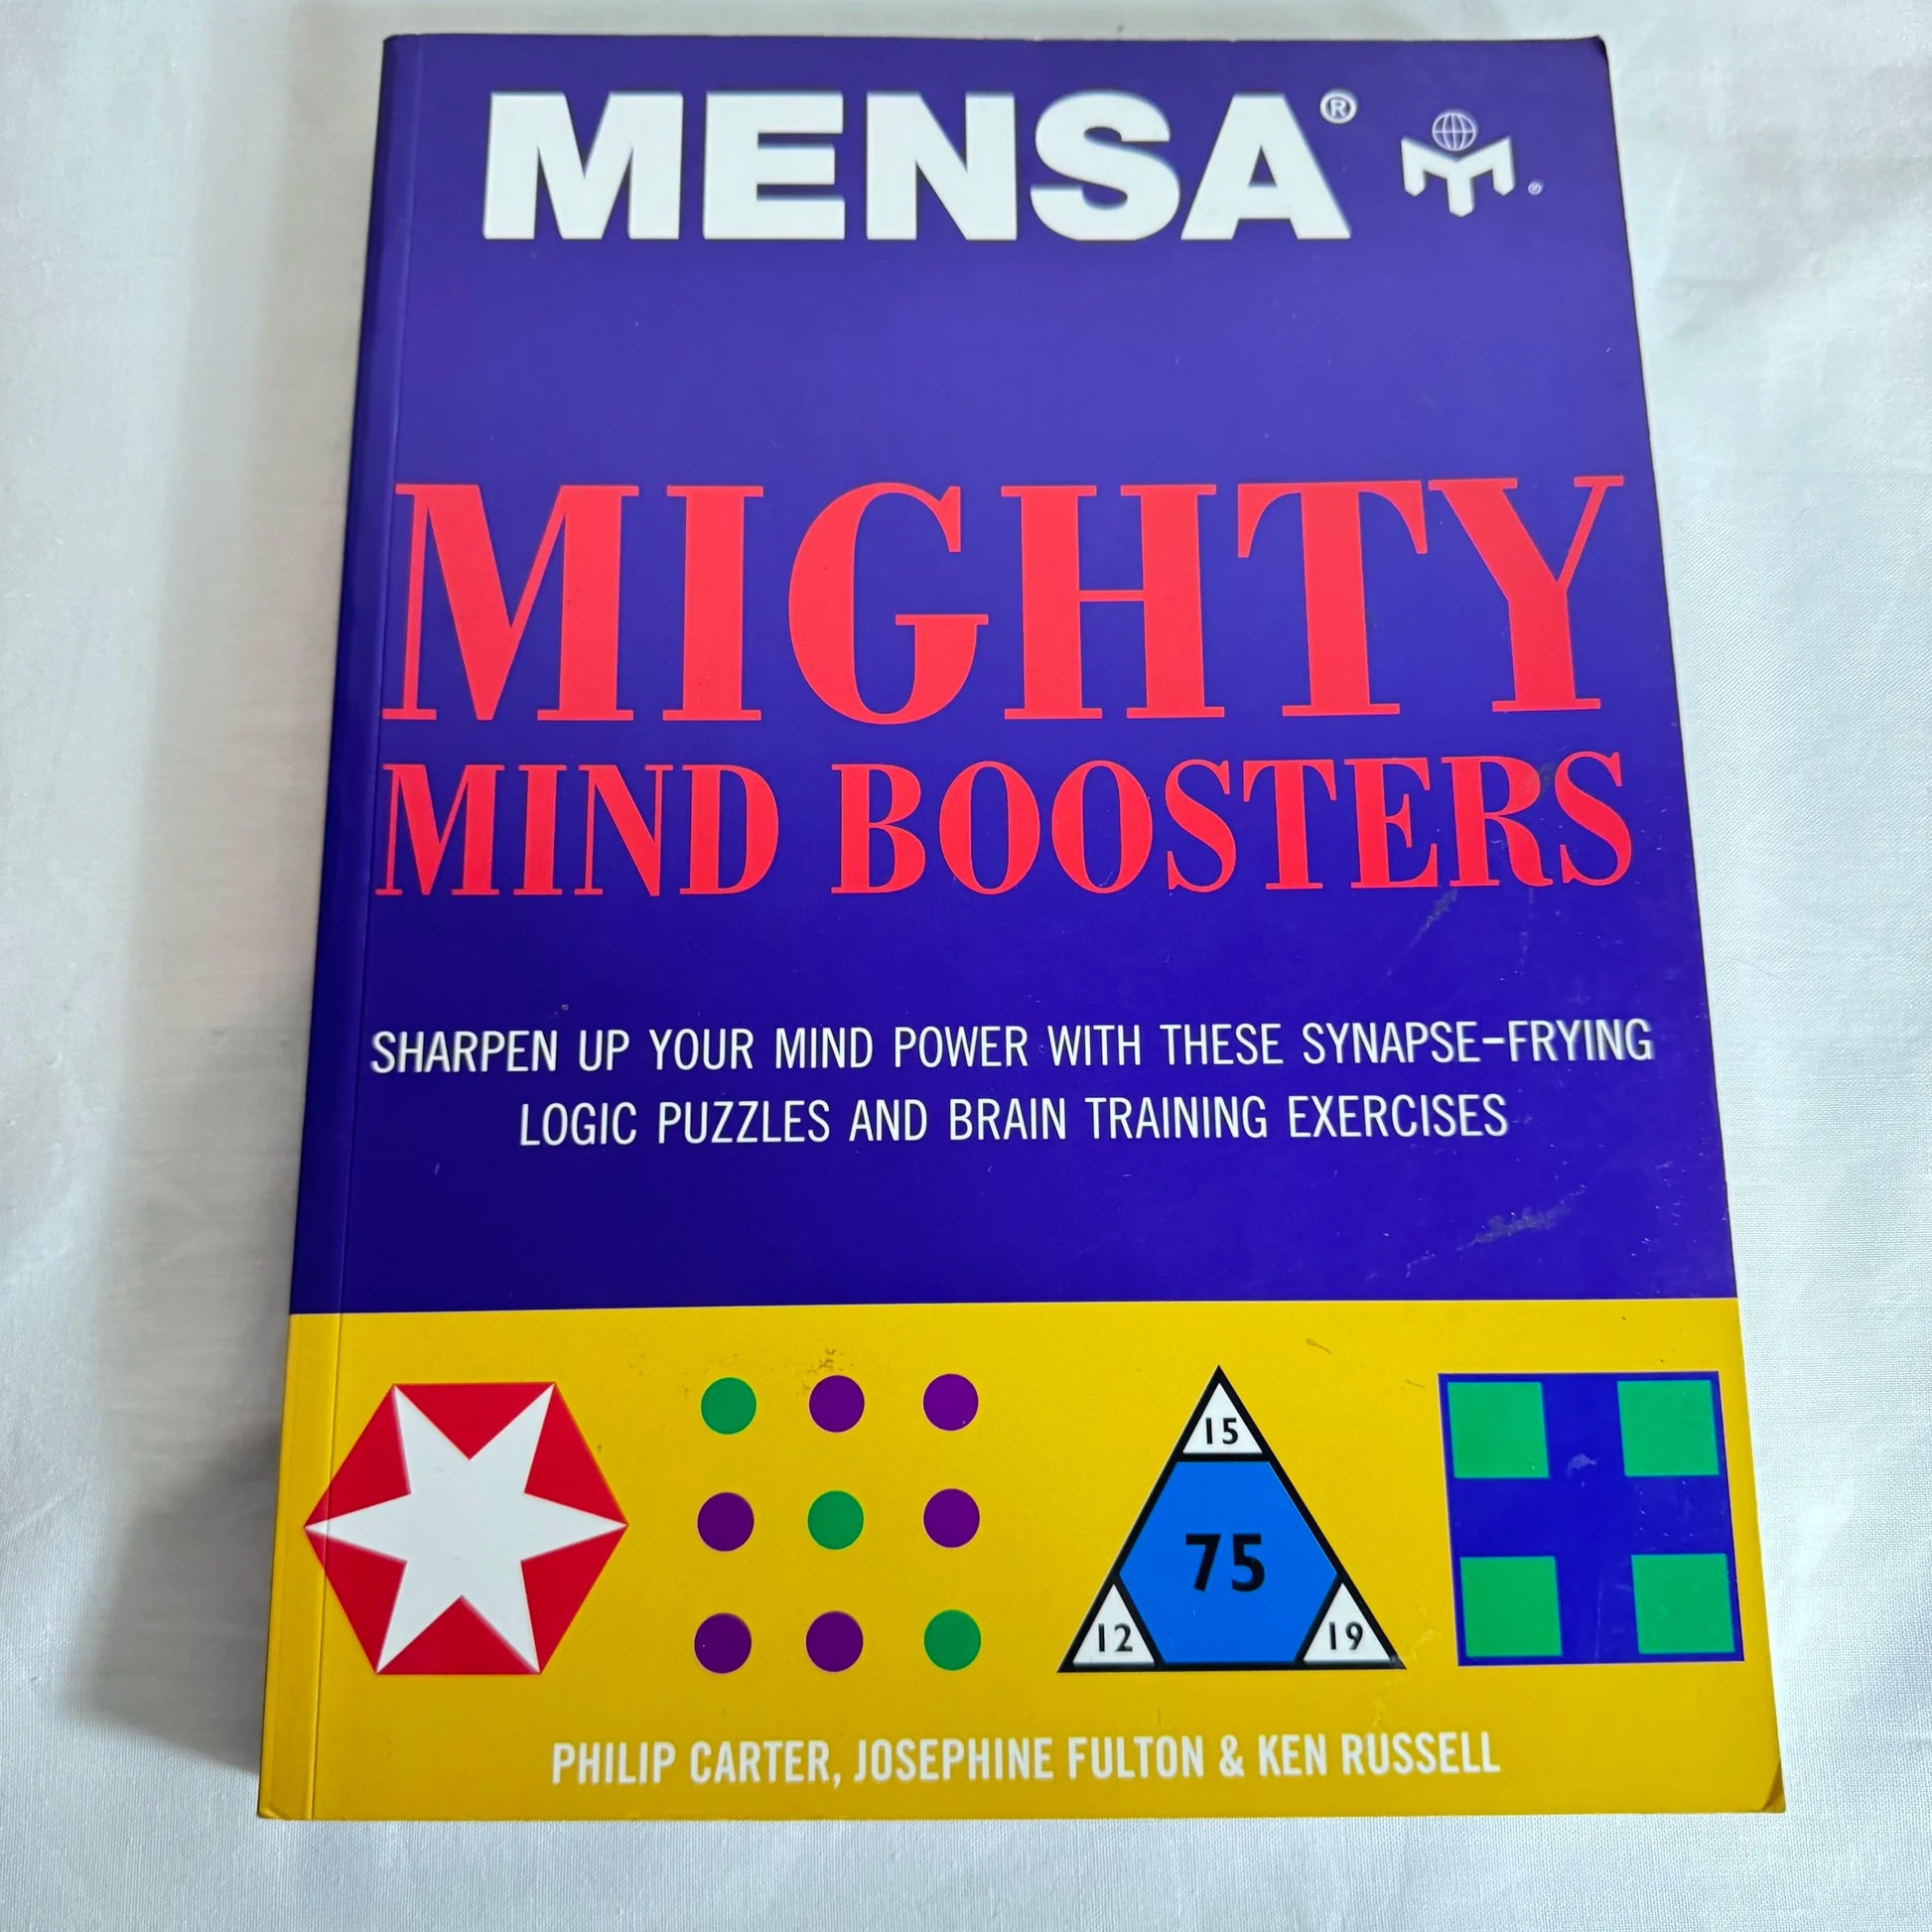 MENSA®
MIGHTY
MIND BOOSTERS
SHARPEN UP YOUR MIND POWER WITH THESE SYNAPSE-FRYING
LOGIC PUZZLES AND BRAIN TRAINING EXERCISES
15
75
12
19
PHILIP CARTER, JOSEPHINE FULTON & KEN RUSSELL